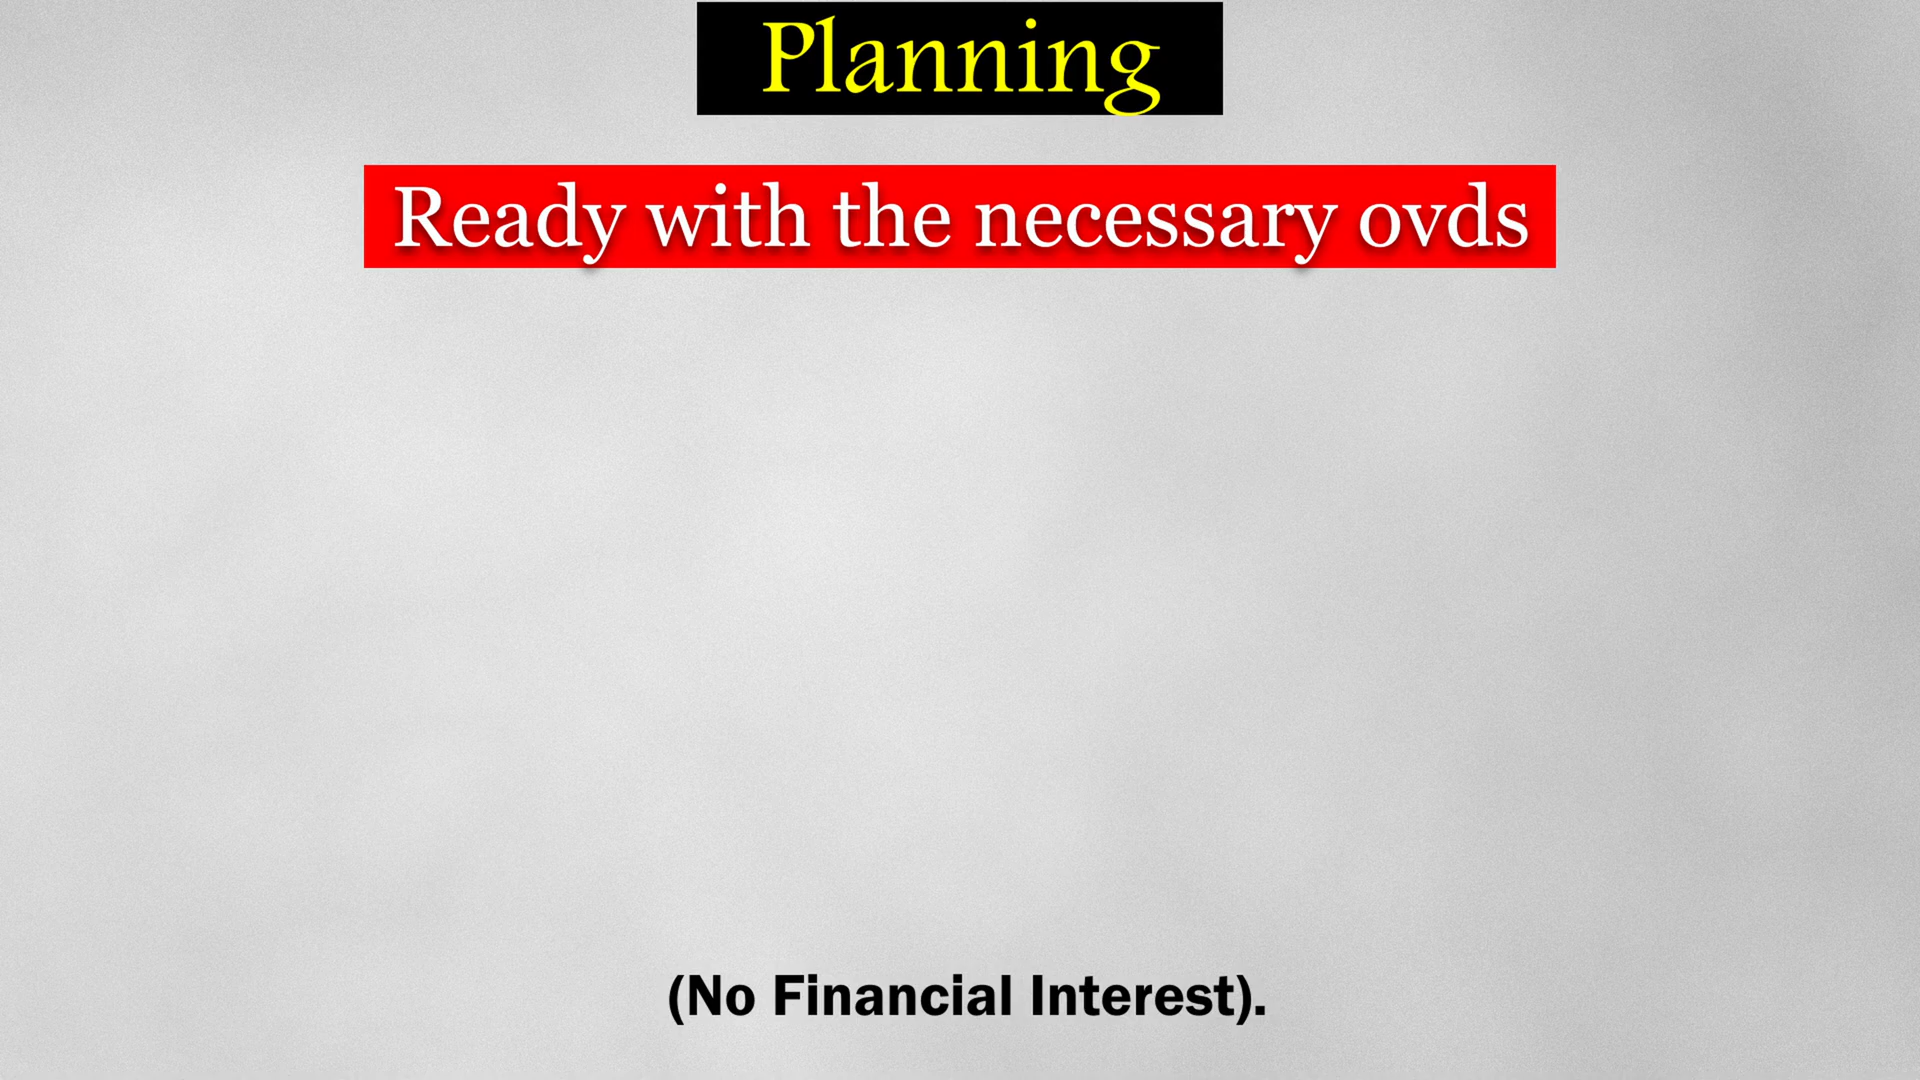 Planning
Ready with the necessary ovds
(No Financial Interest).